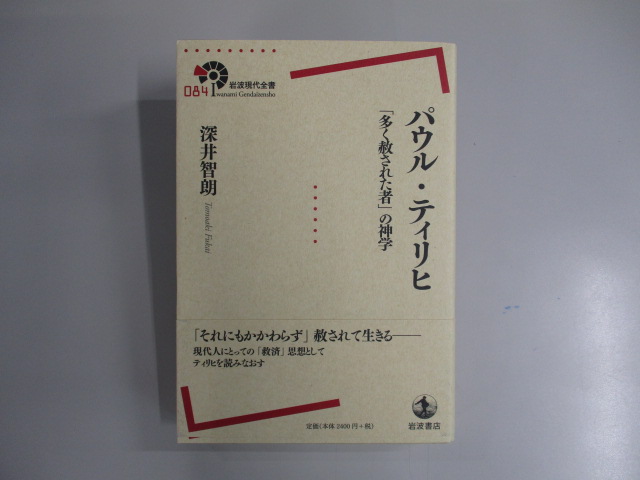 084
岩波現代全書
Iwanami Gendaizensho
パウル・ティリヒ
「多く赦された者」の神学
深井智朗
Tomoaki Fukai
「それにもかかわらず」赦されて生きる――
現代人にとっての「救済」思想として
ティリヒを読みなおす
定価(本体2400円+税)
岩波書店